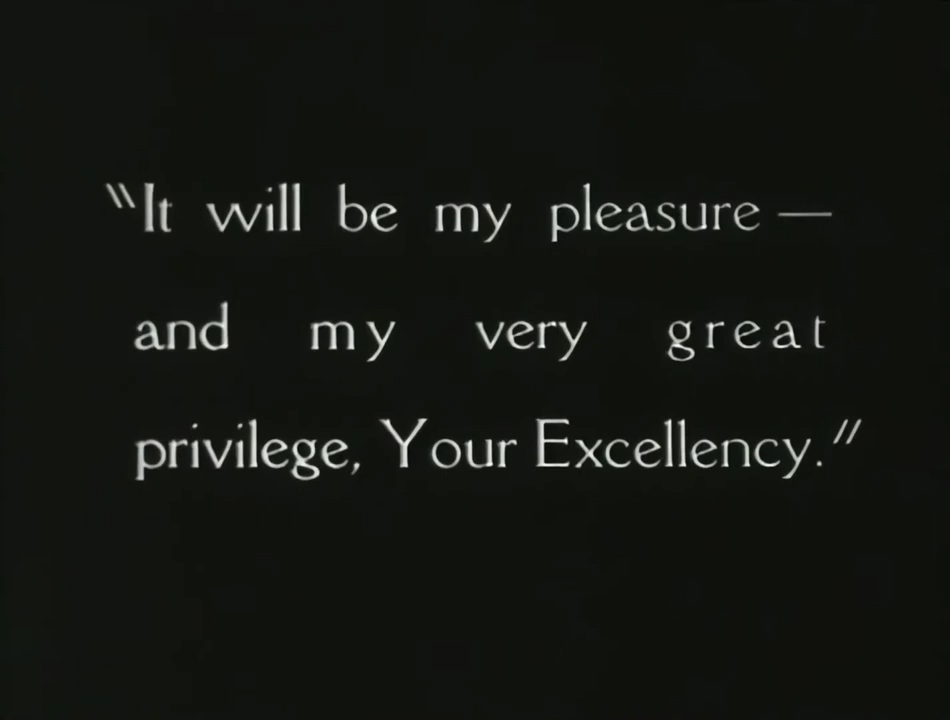 "It will be my pleasure —
and my very great
privilege, Your Excellency."